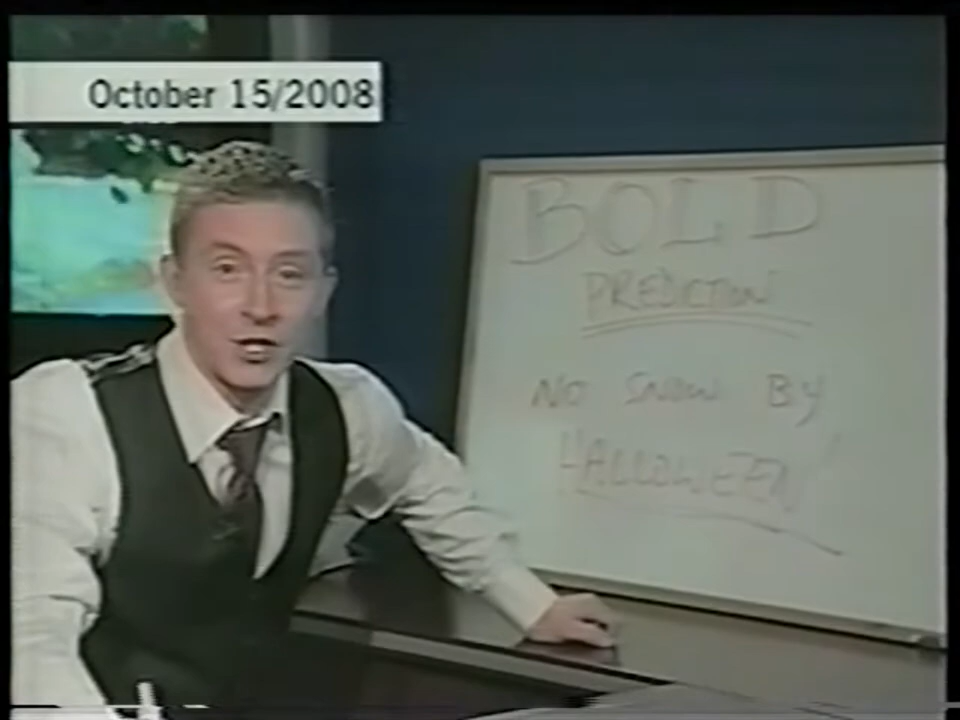 October 15/2008
BOLD
PREDICTION
NO SNOW BY
HALLOWEEN